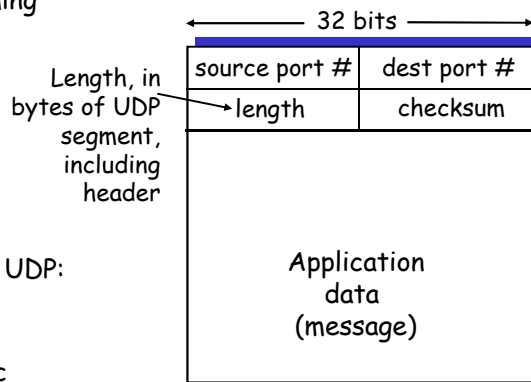 ing
32 bits
source port # dest port #
length checksum
Length, in
bytes of UDP
segment,
including
header
UDP:
Application
data
(message)
c